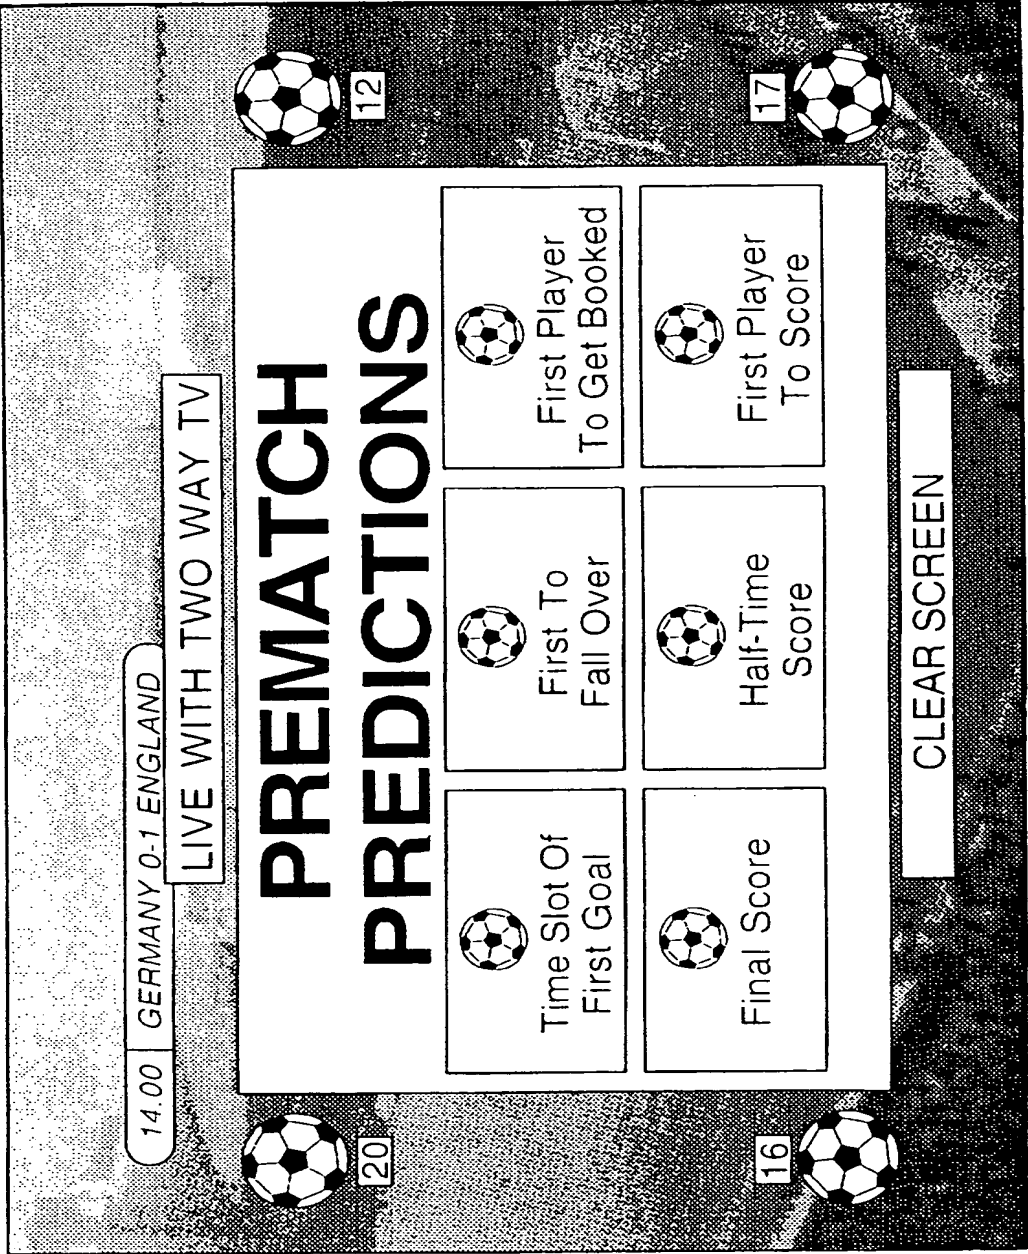 14.00 GERMANY 0-1 ENGLAND
LIVE WITH TWO WAY TV
20
12
PREMATCH
PREDICTIONS
Time Slot Of
First Goal
First To
Fall Over
First Player
To Get Booked
Final Score
Half-Time
Score
First Player
To Score
16
17
CLEAR SCREEN